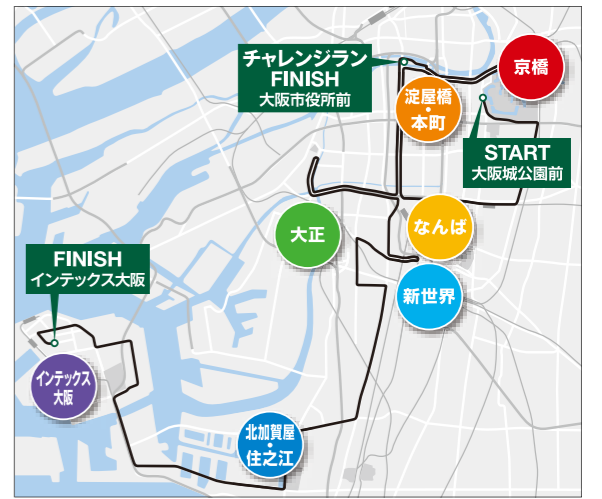 チャレンジラン
FINISH
大阪市役所前
京橋
淀屋橋
・
本町
START
大阪城公園前
大正
なんば
FINISH
インテックス大阪
新世界
インテックス
大阪
北加賀屋
・
住之江